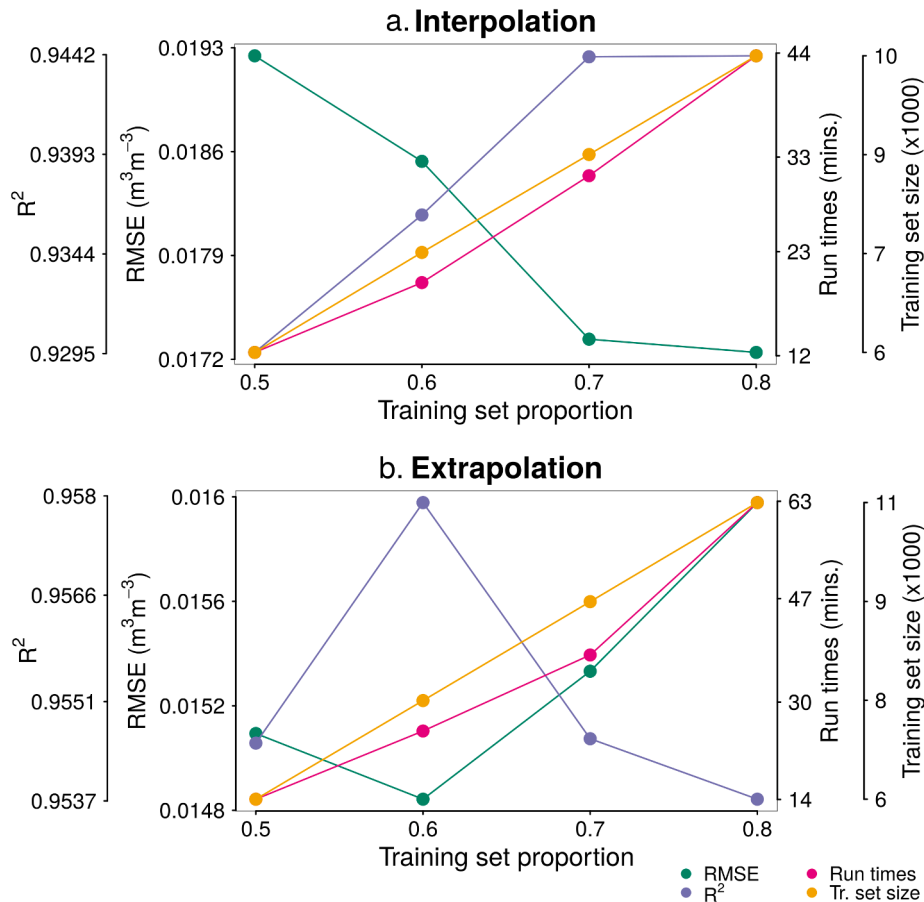 a. Interpolation
0.9442
0.9393
0.9344
0.9295
R²
0.0193
0.0186
0.0179
0.0172
RMSE (m³m⁻³)
44
33
23
12
Run times (mins.)
10
9
7
6
Training set size (x1000)
0.5 0.6 0.7 0.8
Training set proportion
b. Extrapolation
0.958
0.9566
0.9551
0.9537
R²
0.016
0.0156
0.0152
0.0148
RMSE (m³m⁻³)
63
47
30
14
Run times (mins.)
11
9
8
6
Training set size (x1000)
0.5 0.6 0.7 0.8
Training set proportion
RMSE
R²
Run times
Tr. set size